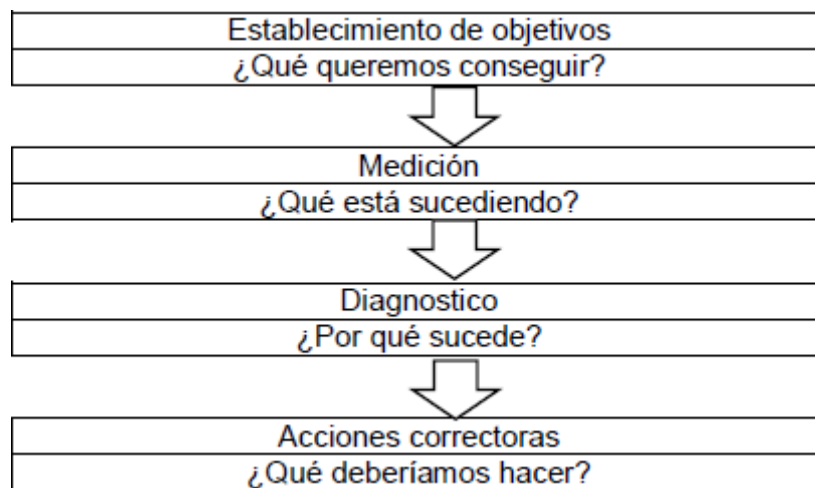 Establecimiento de objetivos
¿Qué queremos conseguir?
Medición
¿Qué está sucediendo?
Diagnostico
¿Por qué sucede?
Acciones correctoras
¿Qué deberíamos hacer?